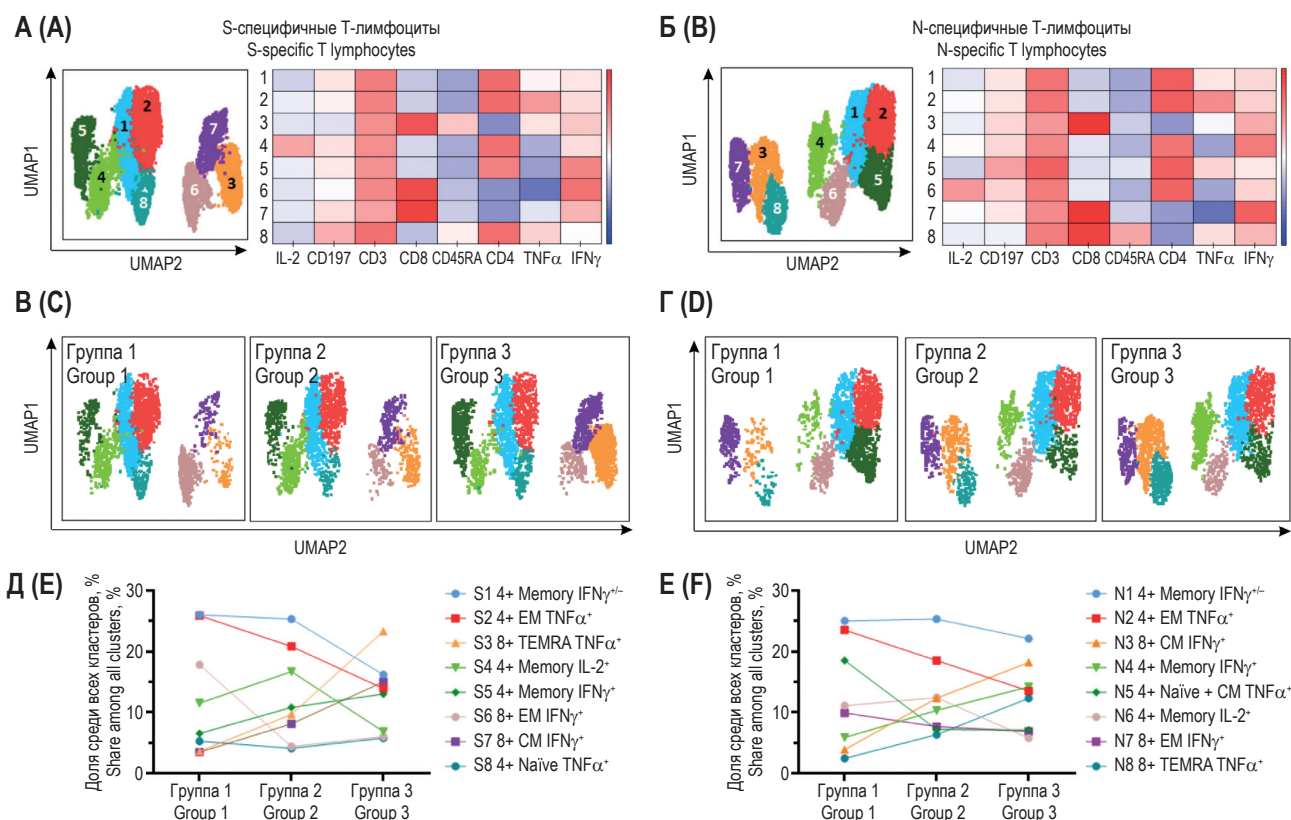 А (A)
S-специфичные Т-лимфоциты
S-specific T lymphocytes
UMAP1
UMAP2
5
4
1
2
8
7
6
3
1
2
3
4
5
6
7
8
IL-2 CD197 CD3 CD8 CD45RA CD4 TNFα IFNγ
Б (B)
N-специфичные Т-лимфоциты
N-specific T lymphocytes
UMAP1
UMAP2
7
3
8
4
1
2
6
5
1
2
3
4
5
6
7
8
IL-2 CD197 CD3 CD8 CD45RA CD4 TNFα IFNγ
В (C)
UMAP1
Группа 1
Group 1
Группа 2
Group 2
Группа 3
Group 3
UMAP2
Г (D)
UMAP1
Группа 1
Group 1
Группа 2
Group 2
Группа 3
Group 3
UMAP2
Д (E)
Доля среди всех кластеров, %
Share among all clusters, %
30
20
10
0
Группа 1
Group 1
Группа 2
Group 2
Группа 3
Group 3
S1 4+ Memory IFNγ+/–
S2 4+ EM TNFα+
S3 8+ TEMRA TNFα+
S4 4+ Memory IL-2+
S5 4+ Memory IFNγ+
S6 8+ EM IFNγ+
S7 8+ CM IFNγ+
S8 4+ Naïve TNFα+
Е (F)
Доля среди всех кластеров, %
Share among all clusters, %
30
20
10
0
Группа 1
Group 1
Группа 2
Group 2
Группа 3
Group 3
N1 4+ Memory IFNγ+/–
N2 4+ EM TNFα+
N3 8+ CM IFNγ+
N4 4+ Memory IFNγ+
N5 4+ Naïve + CM TNFα+
N6 4+ Memory IL-2+
N7 8+ EM IFNγ+
N8 8+ TEMRA TNFα+